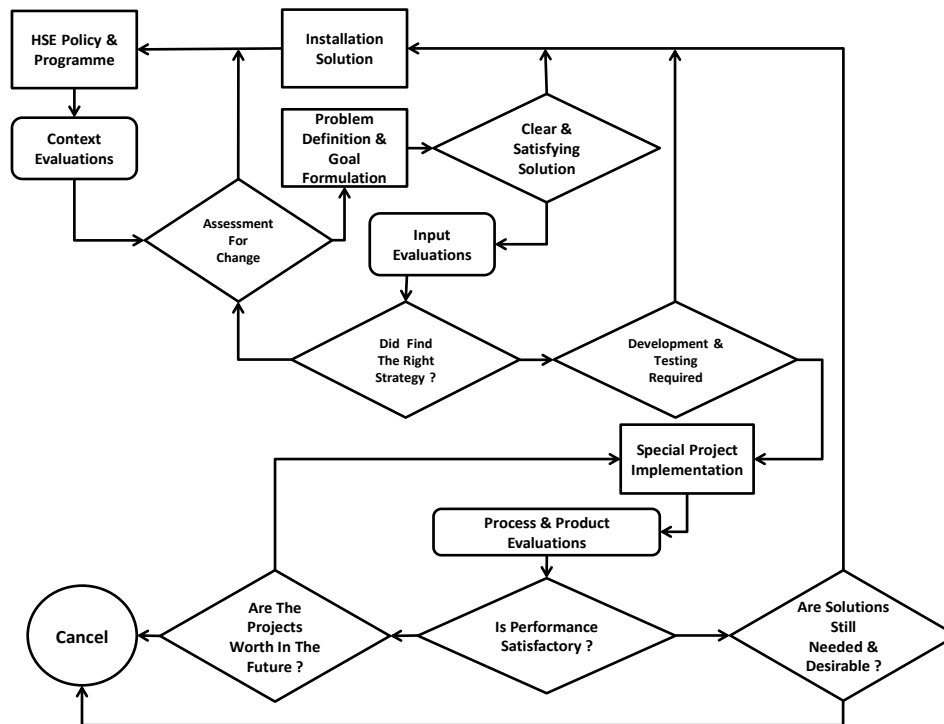 HSE Policy &
Programme
Installation
Solution
Context
Evaluations
Problem
Definition &
Goal
Formulation
Clear &
Satisfying
Solution
Assessment
For
Change
Input
Evaluations
Did Find
The Right
Strategy ?
Development &
Testing
Required
Special Project
Implementation
Process & Product
Evaluations
Cancel
Are The
Projects
Worth In The
Future ?
Is Performance
Satisfactory ?
Are Solutions
Still
Needed &
Desirable ?